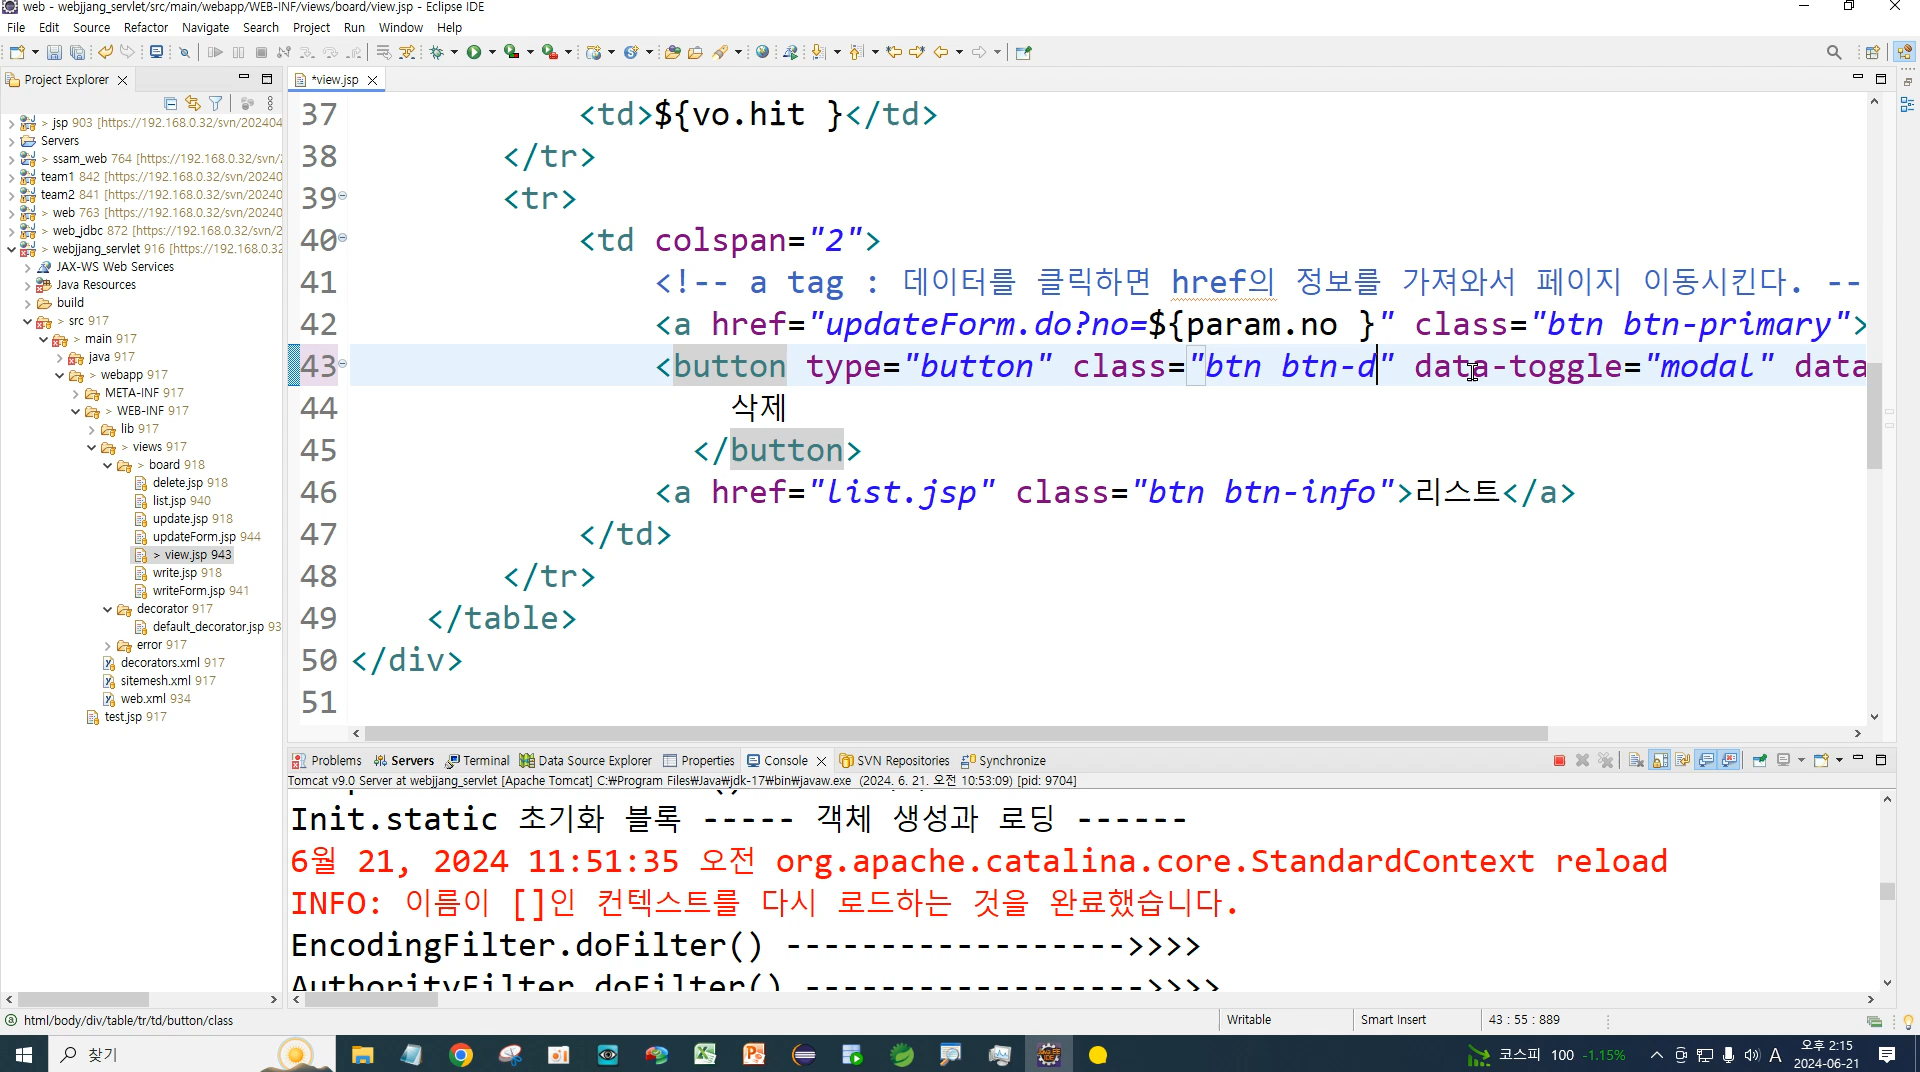 web - webjjang_servlet/src/main/webapp/WEB-INF/views/board/view.jsp - Eclipse IDE
File Edit Source Refactor Navigate Search Project Run Window Help
Project Explorer
*view.jsp
> jsp 903 [https://192.168.0.32/svn/202404
Servers
> ssam_web 764 [https://192.168.0.32/svn/
team1 842 [https://192.168.0.32/svn/20240
team2 841 [https://192.168.0.32/svn/20240
> web 763 [https://192.168.0.32/svn/20240
> web_jdbc 872 [https://192.168.0.32/svn/
> webjjang_servlet 916 [https://192.168.0.32
JAX-WS Web Services
Java Resources
build
> src 917
> main 917
> java 917
> webapp 917
META-INF 917
> WEB-INF 917
> lib 917
> views 917
> board 918
delete.jsp 918
list.jsp 940
update.jsp 918
updateForm.jsp 944
> view.jsp 943
write.jsp 918
writeForm.jsp 941
decorator 917
default_decorator.jsp 93
error 917
decorators.xml 917
sitemesh.xml 917
web.xml 934
test.jsp 917
37 <td>${vo.hit }</td>
38 </tr>
39 <tr>
40 <td colspan="2">
41 <!-- a tag : 데이터를 클릭하면 href의 정보를 가져와서 페이지 이동시킨다. --
42 <a href="updateForm.do?no=${param.no }" class="btn btn-primary">
43 <button type="button" class="btn btn-d" data-toggle="modal" data
44 삭제
45 </button>
46 <a href="list.jsp" class="btn btn-info">리스트</a>
47 </td>
48 </tr>
49 </table>
50 </div>
51
Problems Servers Terminal Data Source Explorer Properties Console SVN Repositories Synchronize
Tomcat v9.0 Server at webjjang_servlet [Apache Tomcat] C:₩Program Files₩Java₩jdk-17₩bin₩javaw.exe (2024. 6. 21. 오전 10:53:09) [pid: 9704]
Init.static 초기화 블록 ----- 객체 생성과 로딩 ------
6월 21, 2024 11:51:35 오전 org.apache.catalina.core.StandardContext reload
INFO: 이름이 []인 컨텍스트를 다시 로드하는 것을 완료했습니다.
EncodingFilter.doFilter() ------------------>>>>
AuthorityFilter.doFilter() ------------------>>>>
html/body/div/table/tr/td/button/class
Writable
Smart Insert
43 : 55 : 889
찾기
코스피 100 -1.15%
A
오후 2:15
2024-06-21